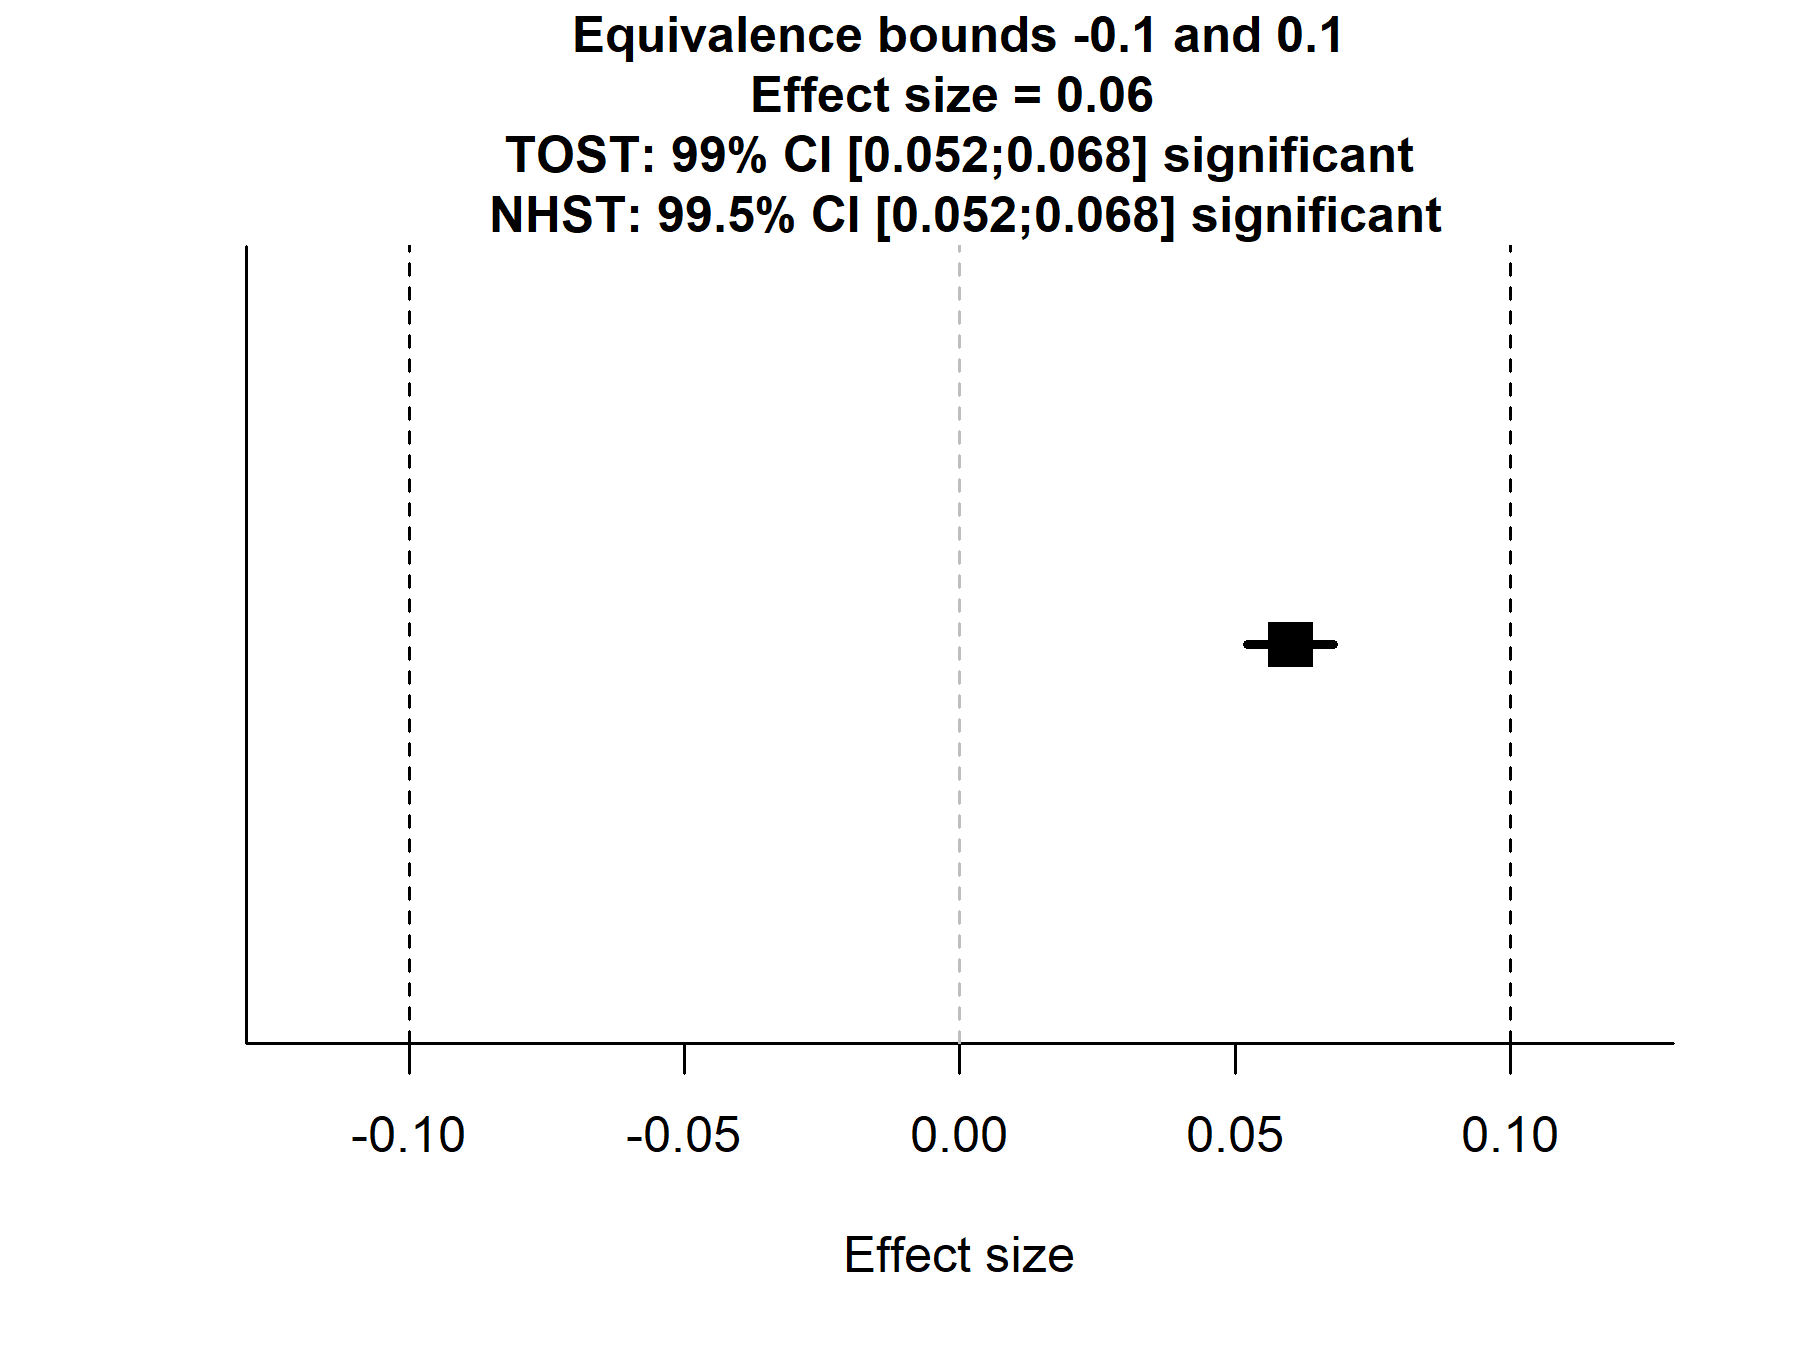 Equivalence bounds -0.1 and 0.1
Effect size = 0.06
TOST: 99% CI [0.052;0.068] significant
NHST: 99.5% CI [0.052;0.068] significant
-0.10 -0.05 0.00 0.05 0.10
Effect size